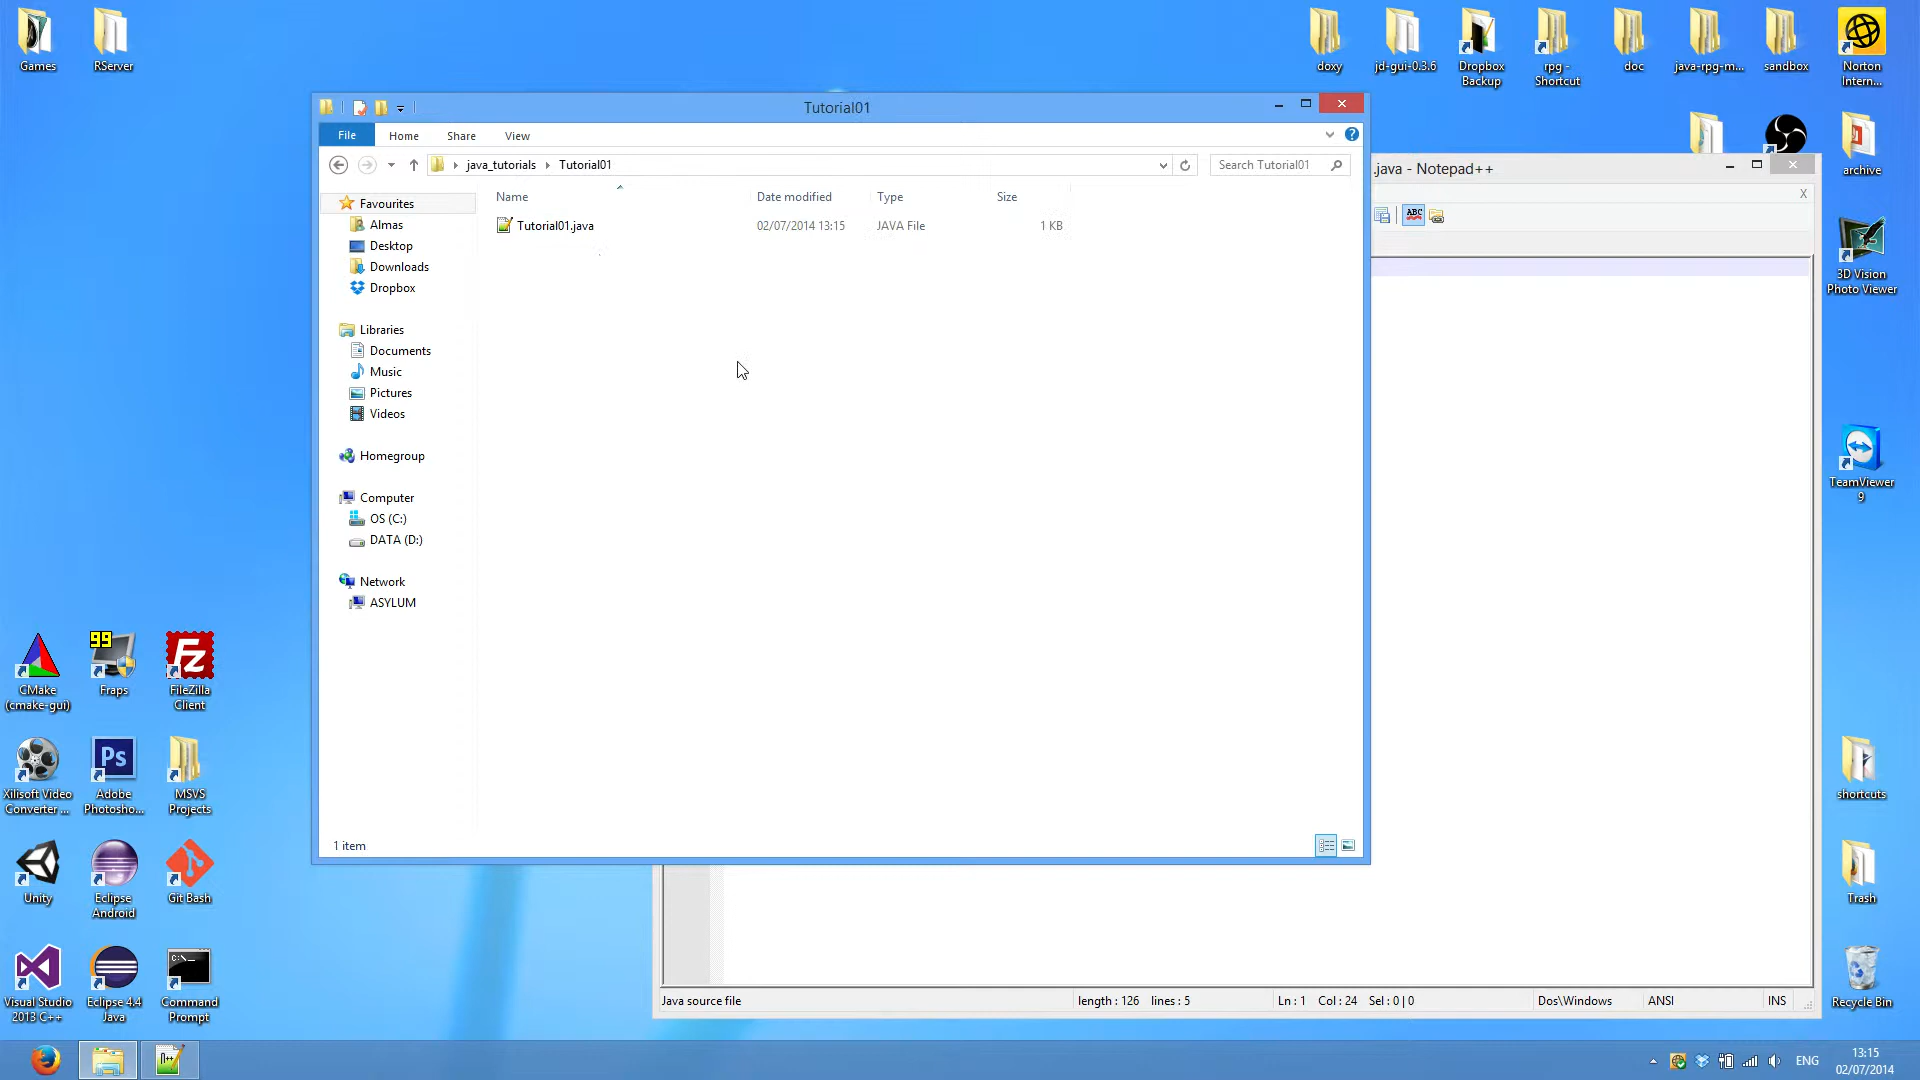 Games
RServer
doxy
jd-gui-0.3.6
Dropbox
Backup
rpg -
Shortcut
doc
java-rpg-m...
sandbox
Norton
Intern...
archive
3D Vision
Photo Viewer
TeamViewer
9
shortcuts
Trash
Recycle Bin
Tutorial01
File
Home
Share
View
java_tutorials
Tutorial01
Search Tutorial01
Name
Date modified
Type
Size
Tutorial01.java
02/07/2014 13:15
JAVA File
1 KB
Favourites
Almas
Desktop
Downloads
Dropbox
Libraries
Documents
Music
Pictures
Videos
Homegroup
Computer
OS (C:)
DATA (D:)
Network
ASYLUM
1 item
.java - Notepad++
X
ABC
Java source file
length : 126 lines : 5
Ln : 1 Col : 24 Sel : 0 | 0
Dos\Windows
ANSI
INS
99
Fz
CMake
(cmake-gui)
Fraps
FileZilla
Client
Ps
Xilisoft Video
Converter ...
Adobe
Photosho...
MSVS
Projects
Unity
Eclipse
Android
Git Bash
C:\_
Visual Studio
2013 C++
Eclipse 4.4
Java
Command
Prompt
ENG
13:15
02/07/2014